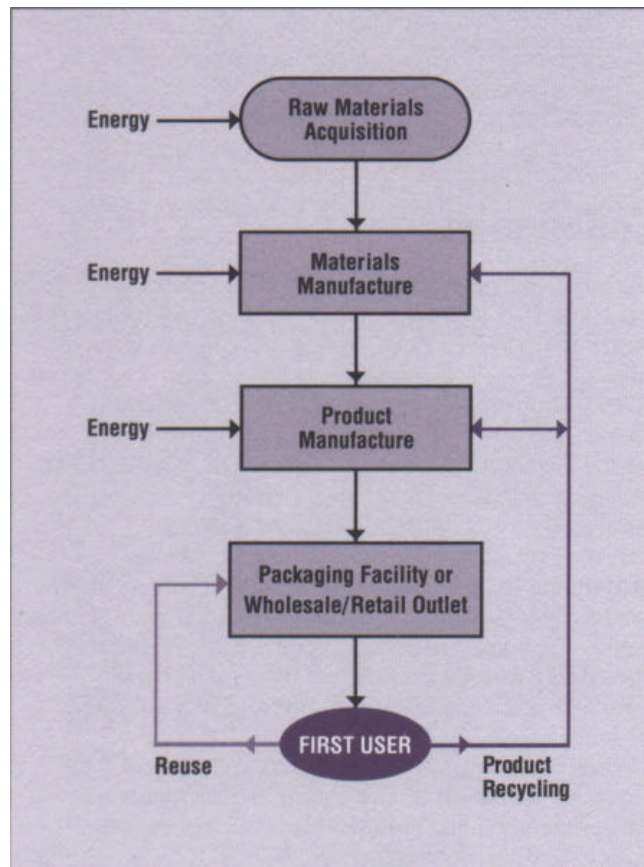 Energy
Raw Materials
Acquisition
Energy
Materials
Manufacture
Energy
Product
Manufacture
Packaging Facility or
Wholesale/Retail Outlet
FIRST USER
Reuse
Product
Recycling